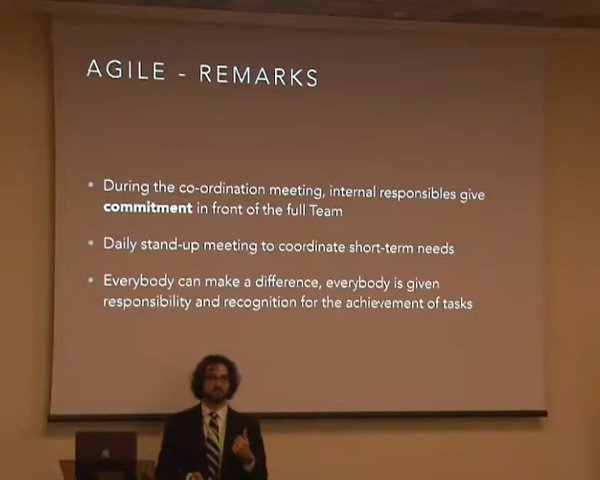 AGILE - REMARKS
• During the co-ordination meeting, internal responsibles give
commitment in front of the full Team
• Daily stand-up meeting to coordinate short-term needs
• Everybody can make a difference, everybody is given
responsibility and recognition for the achievement of tasks